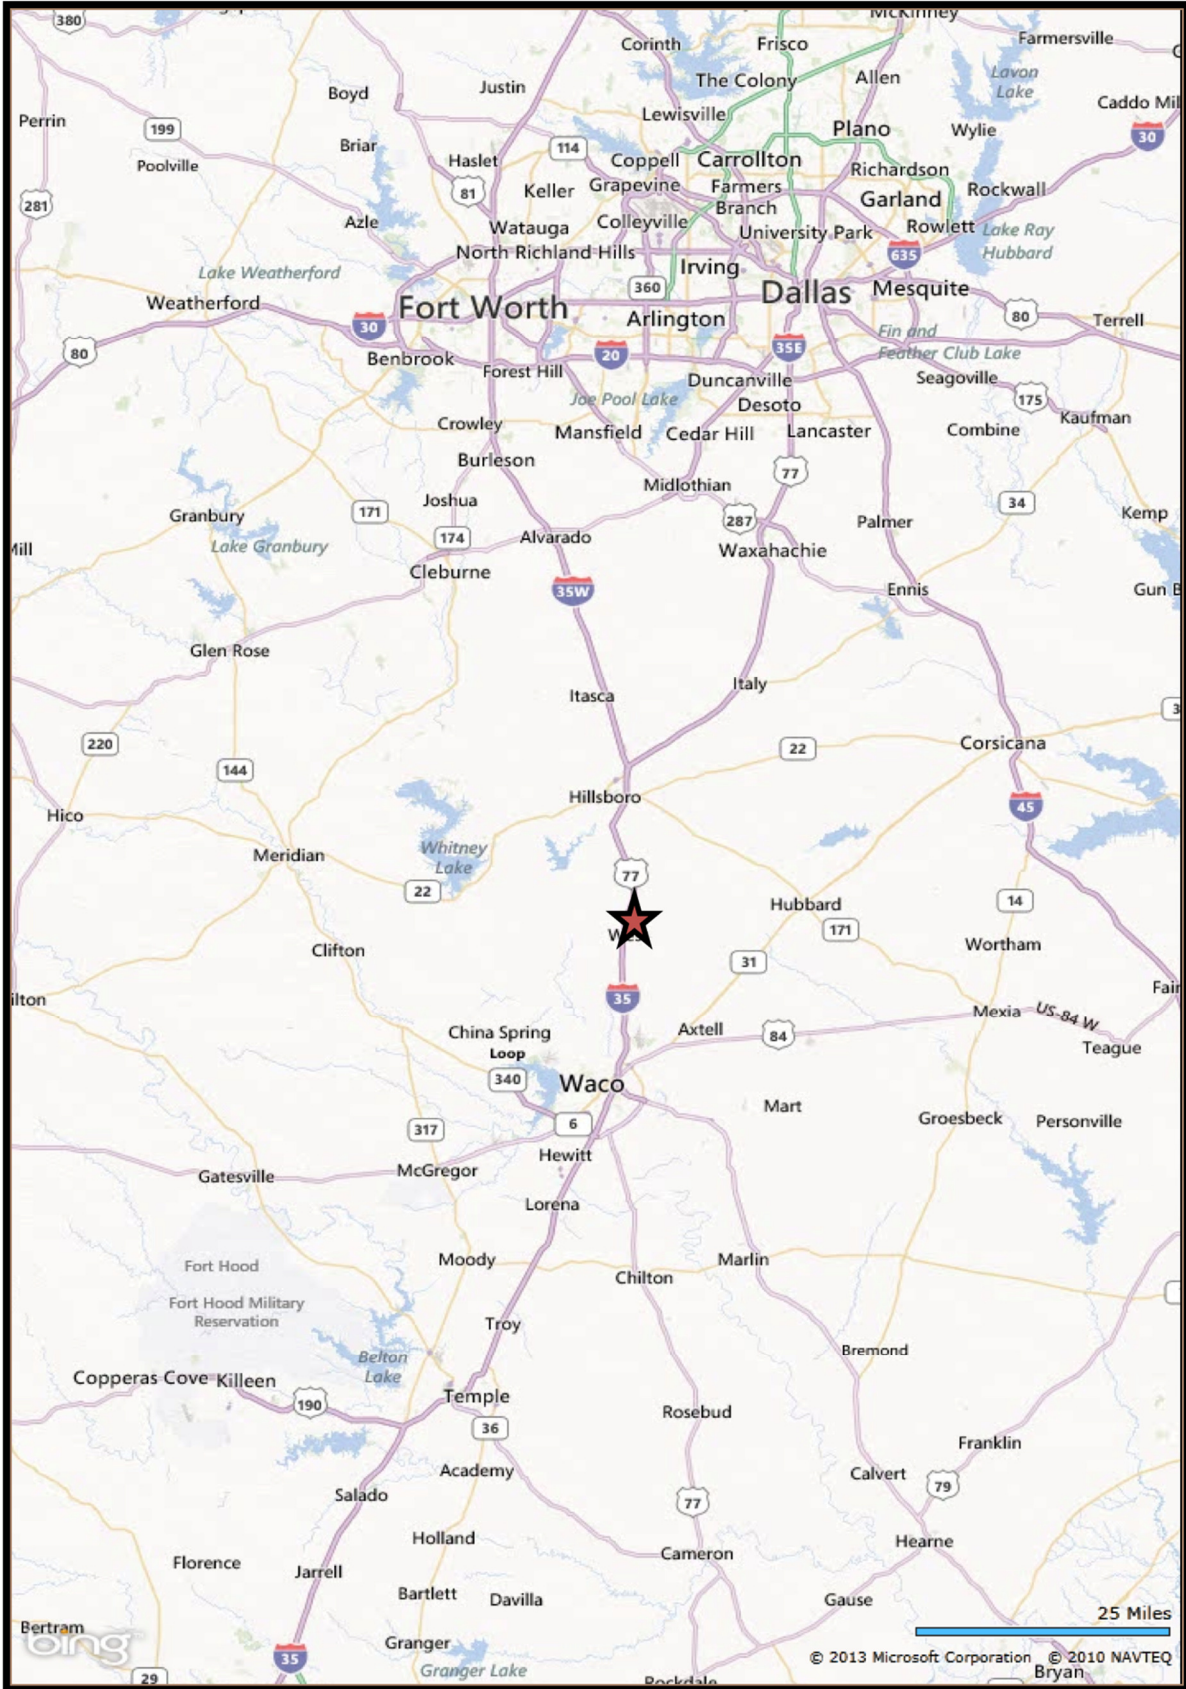 380
McKinney
Corinth
Frisco
Farmersville
The Colony
Allen
Lavon
Lake
Boyd
Justin
Caddo Mil
Lewisville
Perrin
199
Plano
Wylie
30
Briar
114
Poolville
Haslet
Coppell
Carrollton
Richardson
81
Keller
Grapevine
Farmers
Branch
Garland
Rockwall
281
Azle
Watauga
Colleyville
University Park
Rowlett
Lake Ray
Hubbard
North Richland Hills
635
Lake Weatherford
Irving
Weatherford
360
Dallas
Mesquite
Fort Worth
30
Arlington
80
Terrell
80
Benbrook
20
35E
Fin and
Feather Club Lake
Forest Hill
Duncanville
Seagoville
Joe Pool Lake
Desoto
175
Crowley
Mansfield
Cedar Hill
Lancaster
Combine
Kaufman
Burleson
77
Midlothian
Joshua
34
Granbury
171
287
Palmer
Kemp
174
Alvarado
Mill
Lake Granbury
Waxahachie
Cleburne
35W
Ennis
Gun B
Glen Rose
Itasca
Italy
3
220
22
Corsicana
144
Hillsboro
45
Hico
Meridian
Whitney
Lake
77
22
Hubbard
14
171
Wortham
Clifton
31
ilton
35
Fair
Mexia
US-84 W
China Spring
Axtell
84
Teague
Loop
340
Waco
Mart
6
317
Groesbeck
Personville
Hewitt
Gatesville
McGregor
Lorena
Fort Hood
Moody
Marlin
Chilton
Fort Hood Military
Reservation
Troy
Belton
Lake
Bremond
Copperas Cove
Killeen
190
Temple
Rosebud
36
Franklin
Academy
Calvert
79
Salado
77
Holland
Hearne
Florence
Jarrell
Cameron
Bartlett
Davilla
Gause
25 Miles
Bertram
bing
Granger
35
Granger Lake
© 2013 Microsoft Corporation © 2010 NAVTEQ
29
Rockdale
Bryan